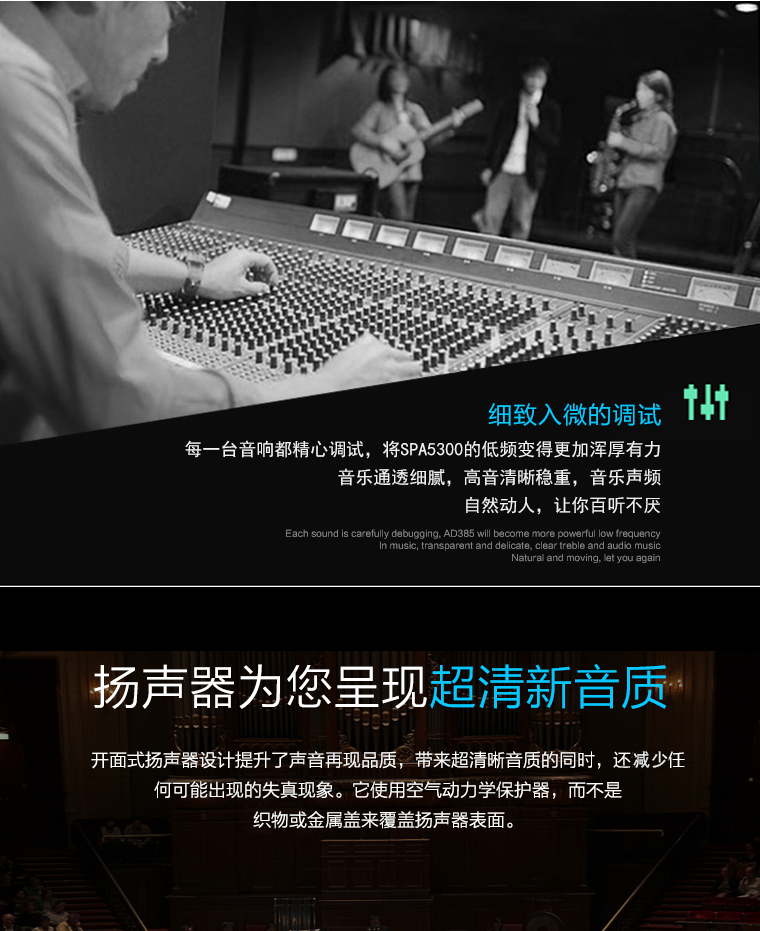 细致入微的调试
每一台音响都精心调试，将SPA5300的低频变得更加浑厚有力
音乐通透细腻，高音清晰稳重，音乐声频
自然动人，让你百听不厌
Each sound is carefully debugging, AD385 will become more powerful low frequency
In music, transparent and delicate, clear treble and audio music
Natural and moving, let you again
扬声器为您呈现超清新音质
开面式扬声器设计提升了声音再现品质，带来超清晰音质的同时，还减少任
何可能出现的失真现象。它使用空气动力学保护器，而不是
织物或金属盖来覆盖扬声器表面。